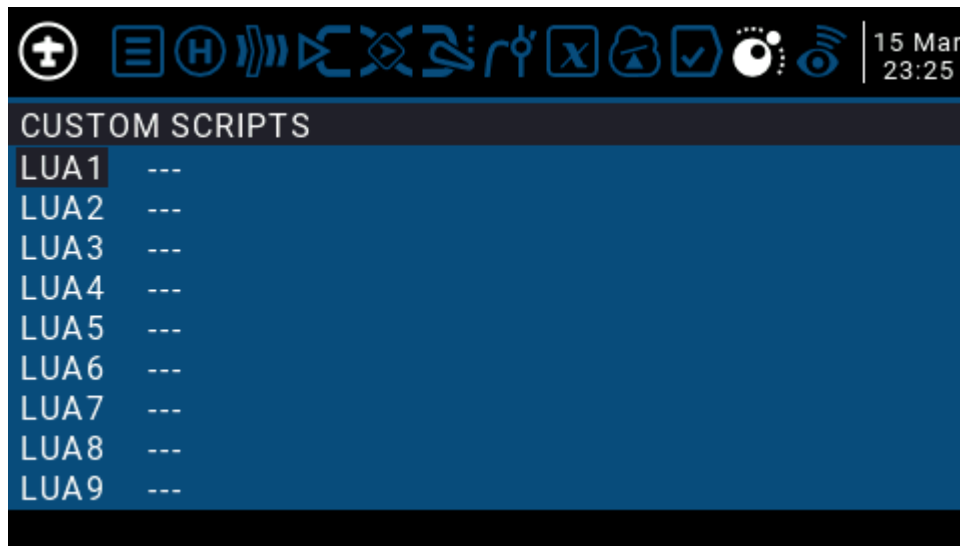 15 Mar
23:25
CUSTOM SCRIPTS
LUA1 ---
LUA2 ---
LUA3 ---
LUA4 ---
LUA5 ---
LUA6 ---
LUA7 ---
LUA8 ---
LUA9 ---